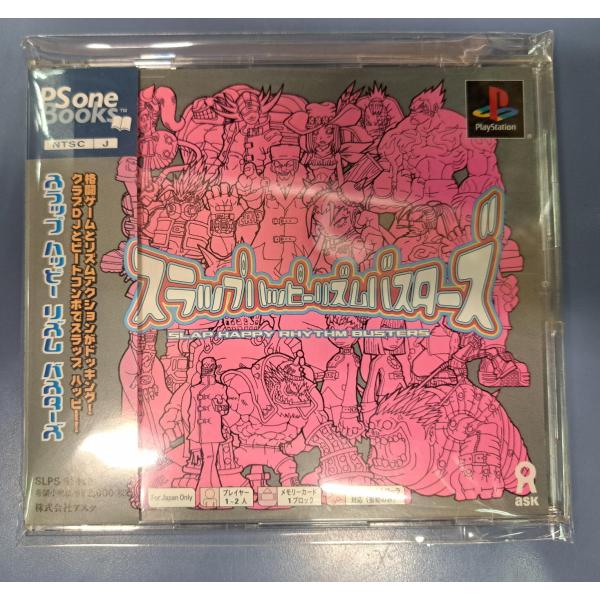 PS one
Books™
NTSC J
格闘ゲームとリズムアクションがドッキング!
クラブDJとビートコンボでスラップ ハッピー!
スラップ ハッピー リズム バスターズ
SLPS
株式会社アスク
PlayStation
スラップハッピーリズムバスターズ
SLAP HAPPY RHYTHM BUSTERS
For Japan Only
プレイヤー
1~2人
メモリーカード
1ブロック
ask